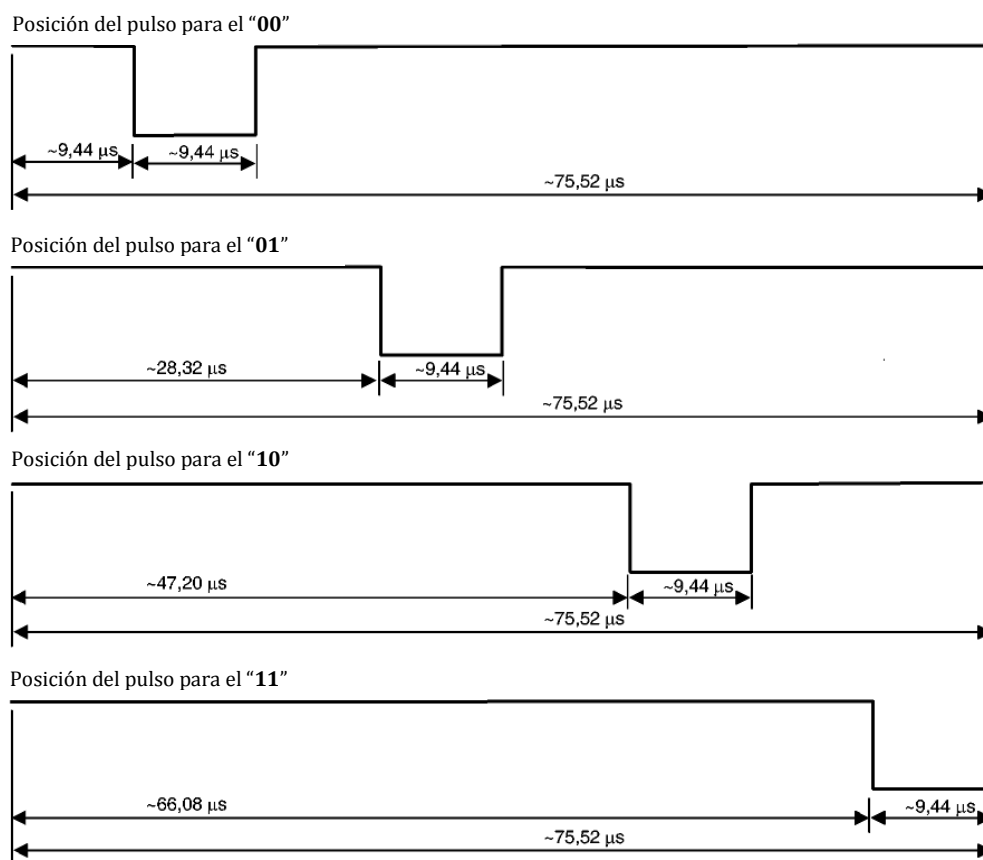 Posición del pulso para el “00”
~9,44 μs ~9,44 μs
~75,52 μs
Posición del pulso para el “01”
~28,32 μs ~9,44 μs
~75,52 μs
Posición del pulso para el “10”
~47,20 μs ~9,44 μs
~75,52 μs
Posición del pulso para el “11”
~66,08 μs ~9,44 μs
~75,52 μs